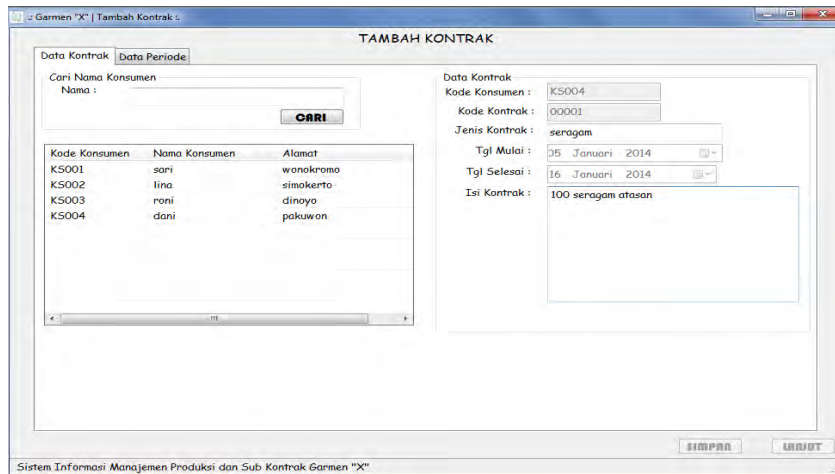 .: Garmen "X" | Tambah Kontrak :.
TAMBAH KONTRAK
Data Kontrak Data Periode
Cari Nama Konsumen
Nama :
CARI
Kode Konsumen Nama Konsumen Alamat
KS001 sari wonokromo
KS002 lina simokerto
KS003 roni dinoyo
KS004 dani pakuwon
Data Kontrak
Kode Konsumen : KS004
Kode Kontrak : 00001
Jenis Kontrak : seragam
Tgl Mulai : 05 Januari 2014
Tgl Selesai : 16 Januari 2014
Isi Kontrak : 100 seragam atasan
SIMPAN LANJUT
Sistem Informasi Manajemen Produksi dan Sub Kontrak Garmen "X"